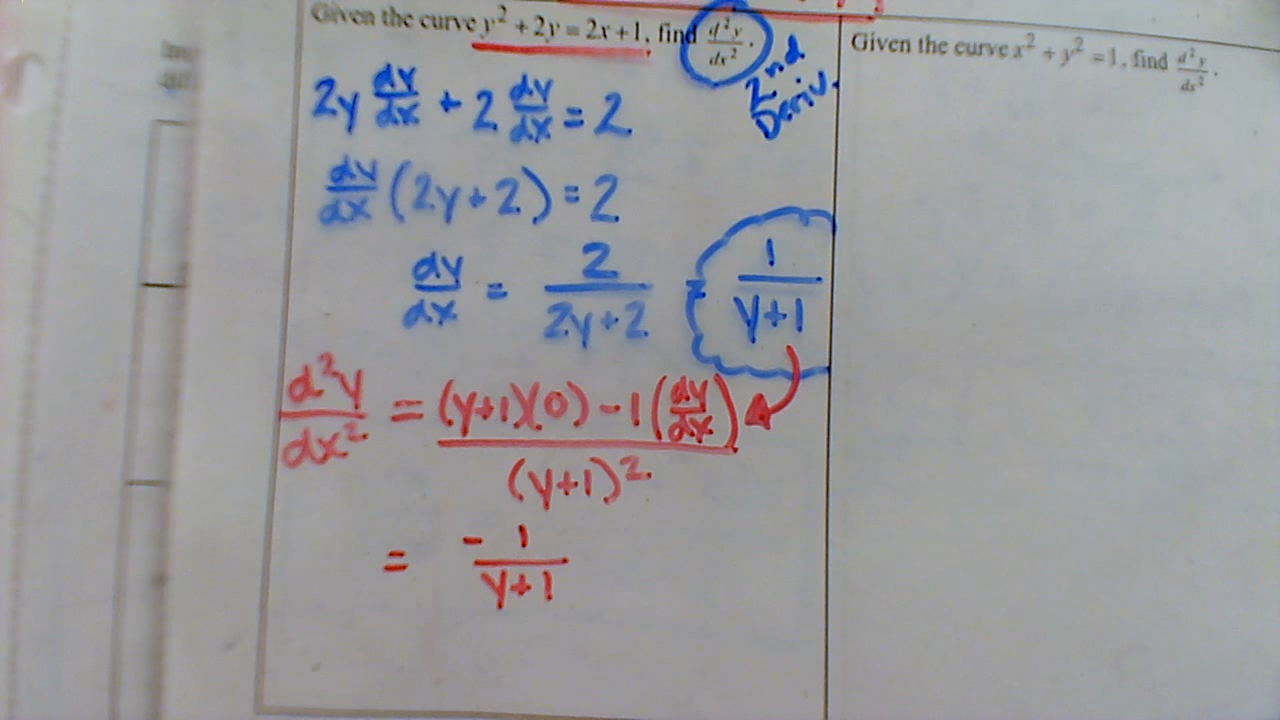 Given the curve y² + 2y = 2x + 1, find d²y/dx².
2nd
Deriv.
2y dy/dx + 2 dy/dx = 2
dy/dx (2y + 2) = 2
dy/dx = 2/(2y + 2) = 1/(y + 1)
d²y/dx² = ((y+1)(0) - 1(dy/dx))/(y+1)²
= -1/(y+1)
Given the curve x² + y² = 1, find d²y/dx².